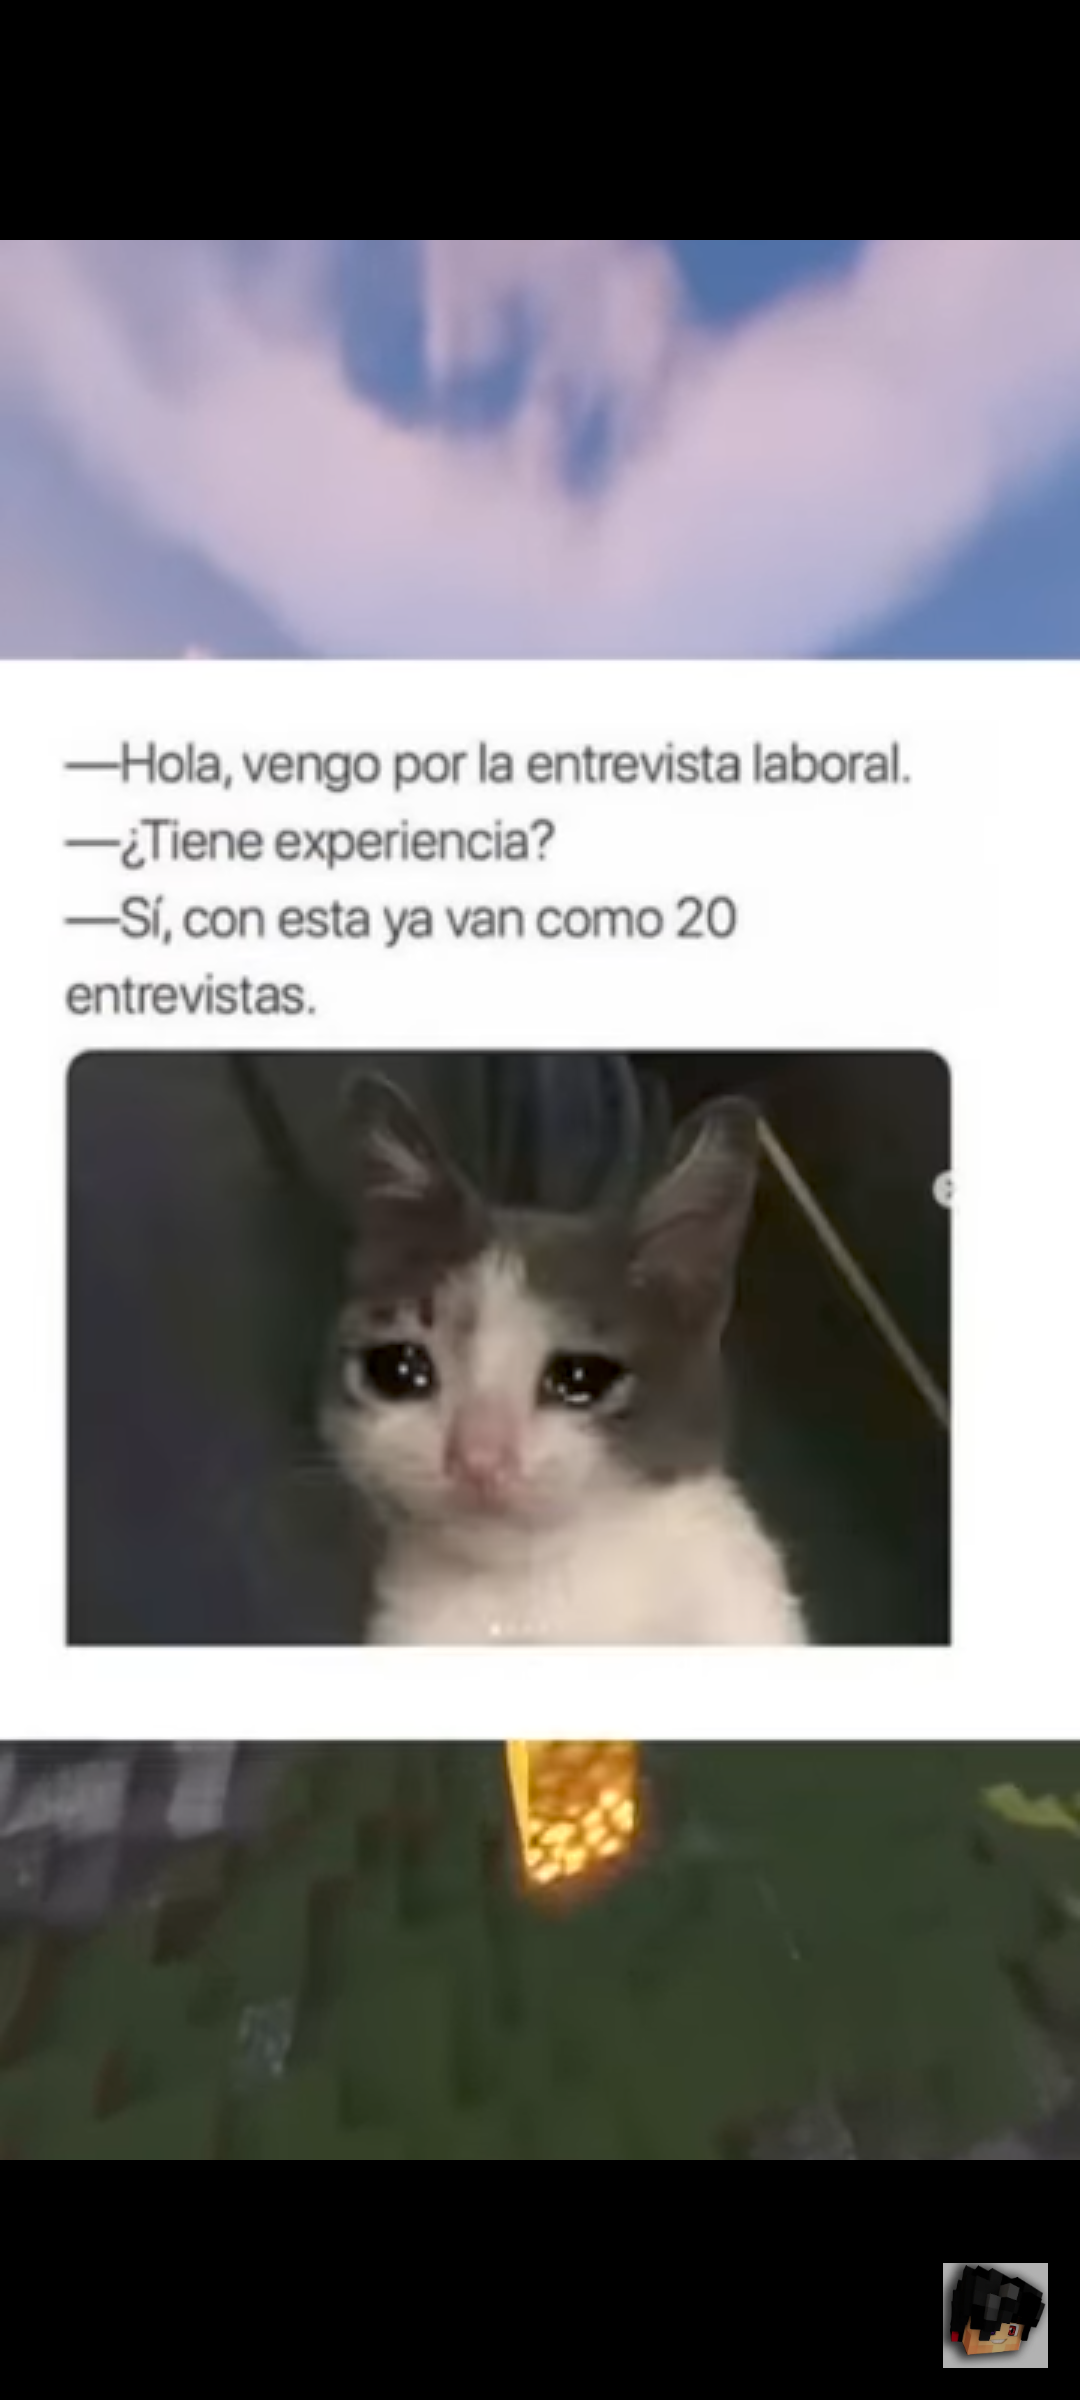 —Hola, vengo por la entrevista laboral.
—¿Tiene experiencia?
—Sí, con esta ya van como 20
entrevistas.